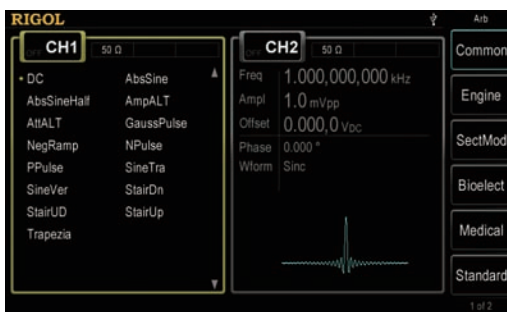 RIGOL
Arb
OFF CH1 50 Ω
DC AbsSine
AbsSineHalf AmpALT
AttALT GaussPulse
NegRamp NPulse
PPulse SineTra
SineVer StairDn
StairUD StairUp
Trapezia
OFF CH2 50 Ω
Freq 1.000,000,000 kHz
Ampl 1.0 mVpp
Offset 0.000,0 VDC
Phase 0.000 °
Wform Sinc
Common
Engine
SectMod
Bioelect
Medical
Standard
1 of 2